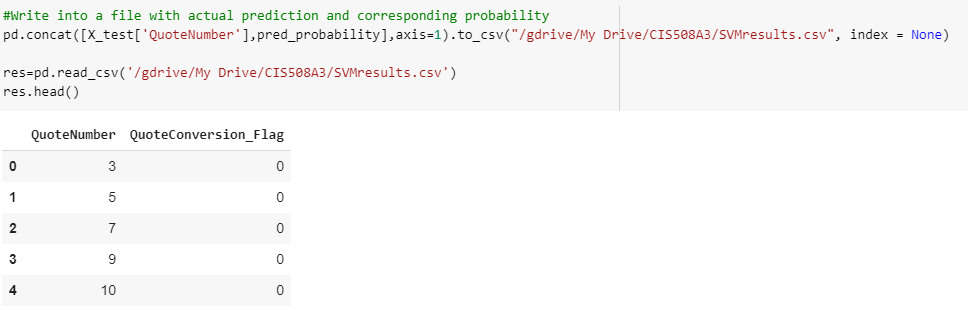 #Write into a file with actual prediction and corresponding probability
pd.concat([X_test['QuoteNumber'],pred_probability],axis=1).to_csv("/gdrive/My Drive/CIS508A3/SVMresults.csv", index = None)
res=pd.read_csv('/gdrive/My Drive/CIS508A3/SVMresults.csv')
res.head()
QuoteNumber QuoteConversion_Flag
0 3 0
1 5 0
2 7 0
3 9 0
4 10 0